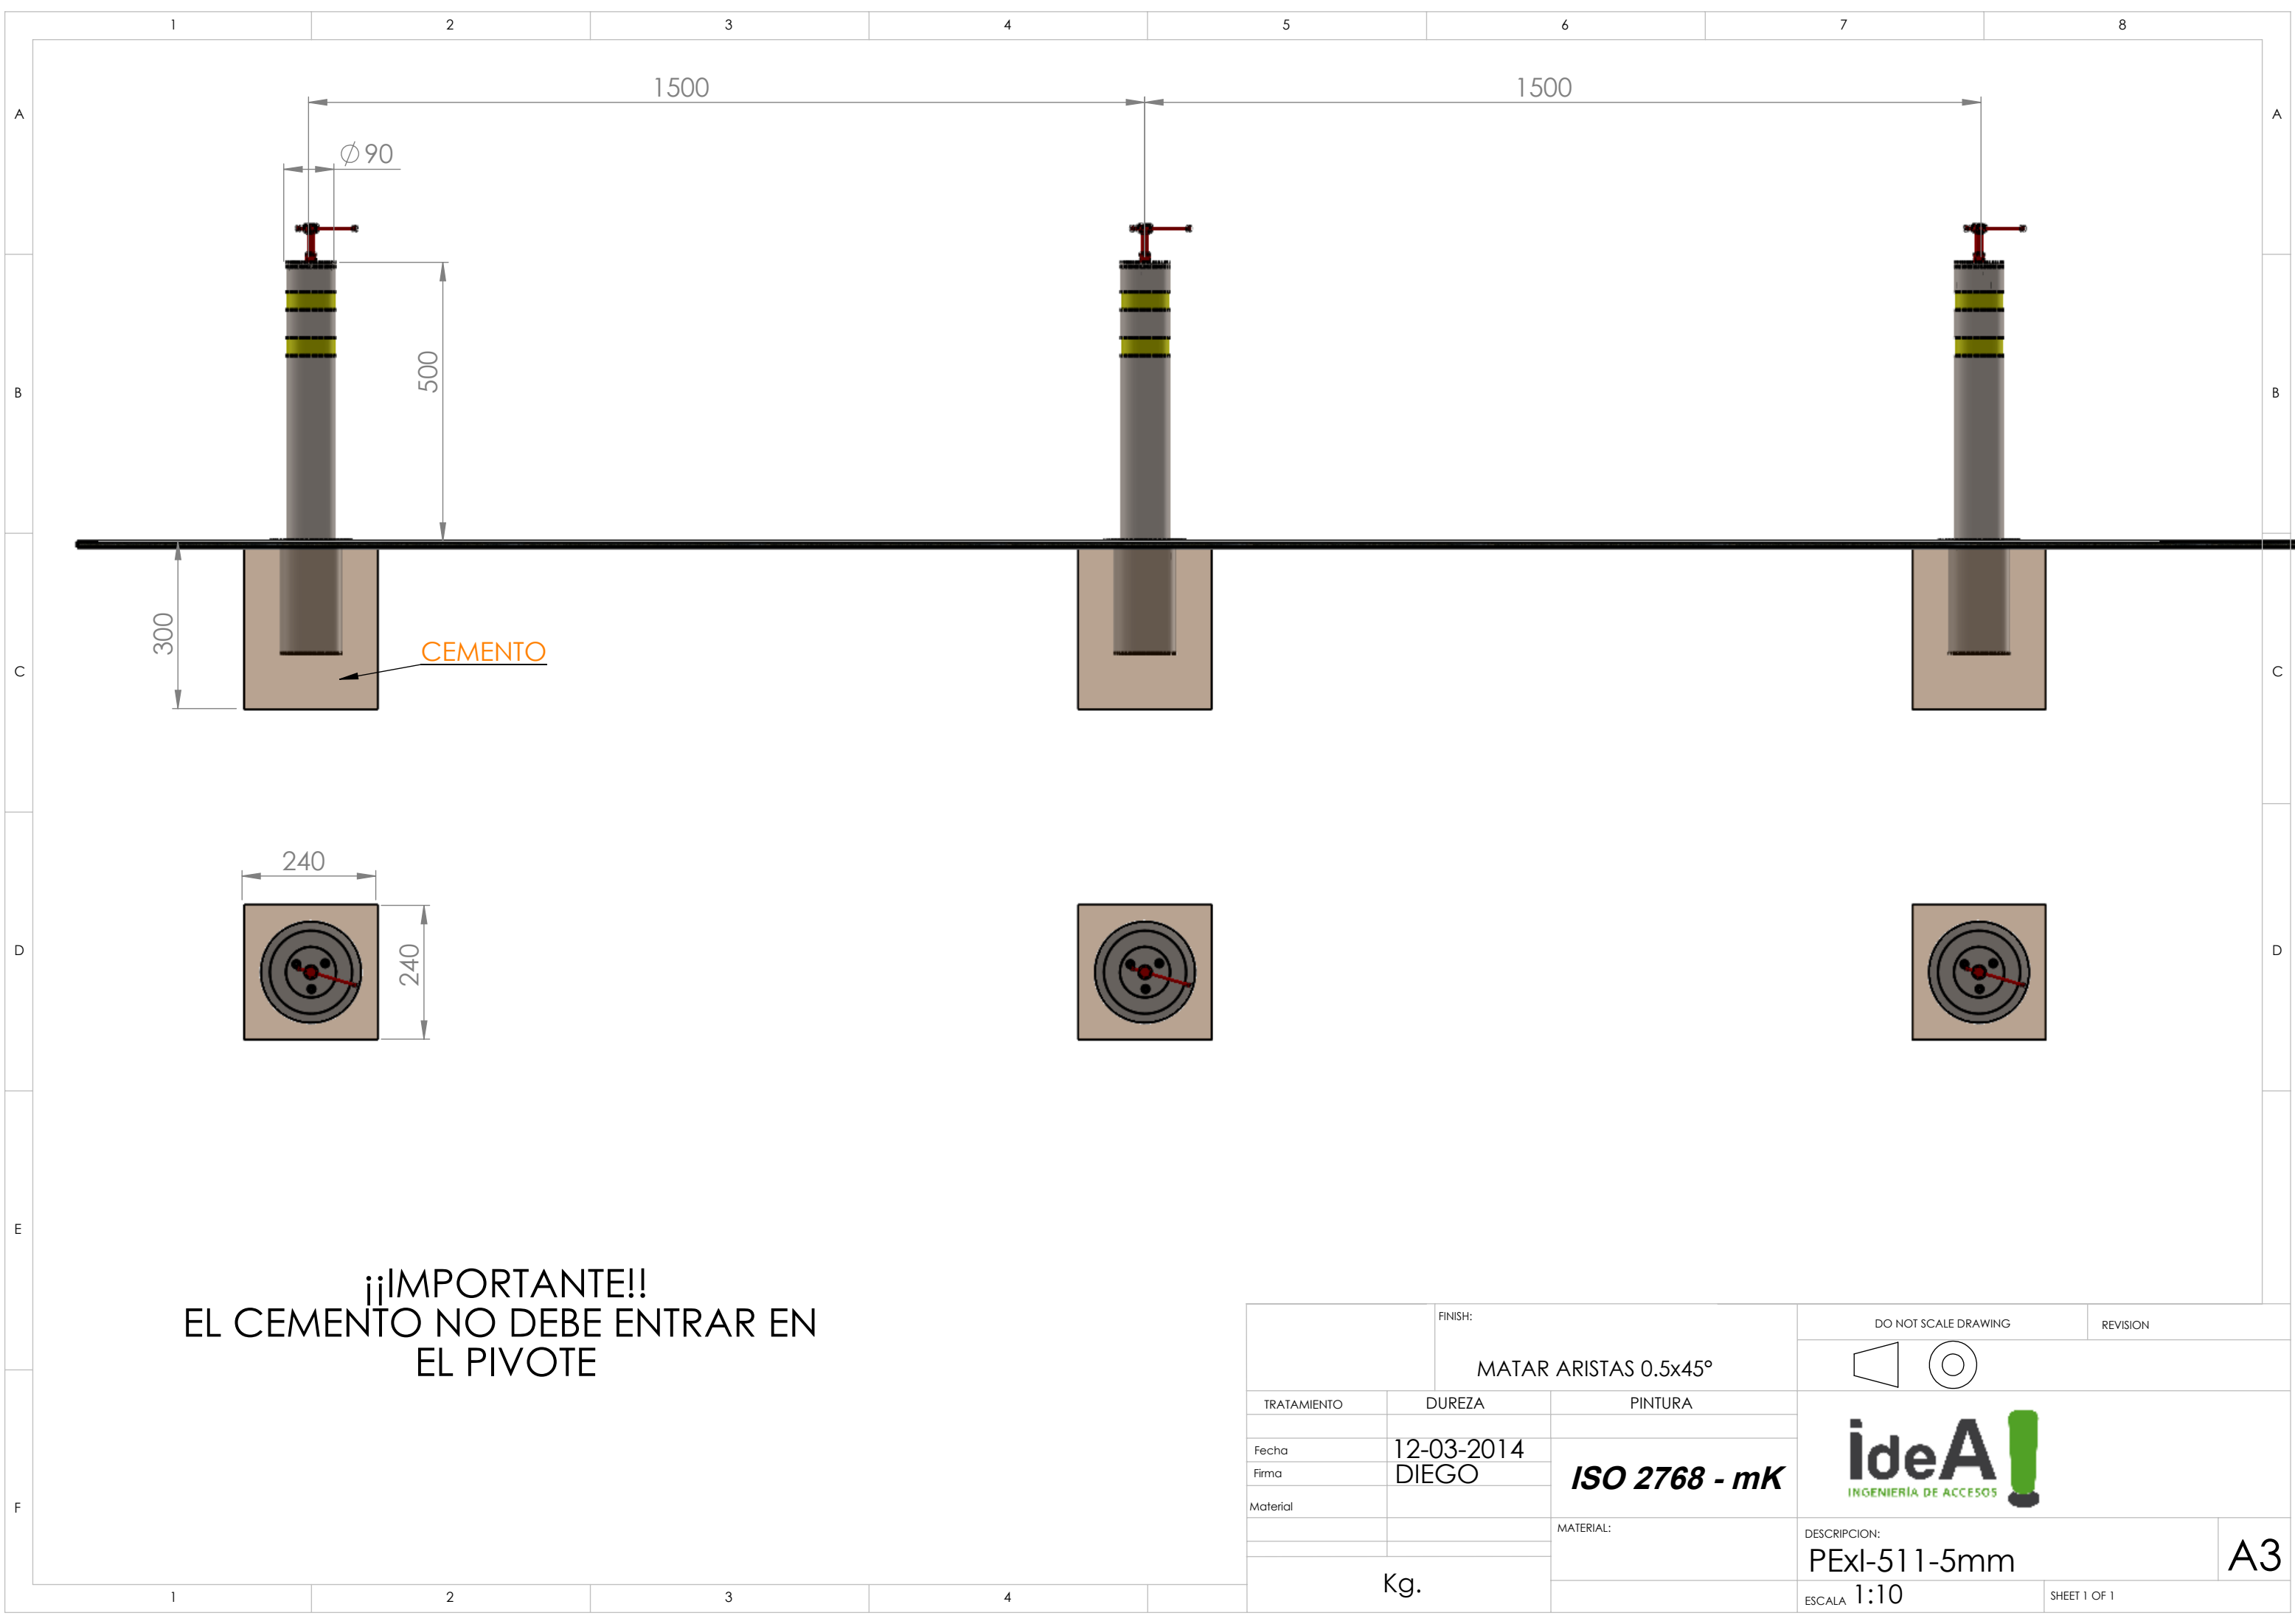 1 2 3 4 5 6 7 8
A A
1500 1500
Ø90
500
B B
300
CEMENTO
C C
240
240
D D
E
¡¡IMPORTANTE!!
EL CEMENTO NO DEBE ENTRAR EN
EL PIVOTE
F
FINISH:
MATAR ARISTAS 0.5x45°
DO NOT SCALE DRAWING
REVISION
TRATAMIENTO DUREZA PINTURA
Fecha 12-03-2014
Firma DIEGO
ISO 2768 - mK
Material
ideA!
INGENIERÍA DE ACCESOS
MATERIAL:
DESCRIPCION:
PExI-511-5mm
A3
Kg.
ESCALA 1:10
SHEET 1 OF 1
1 2 3 4